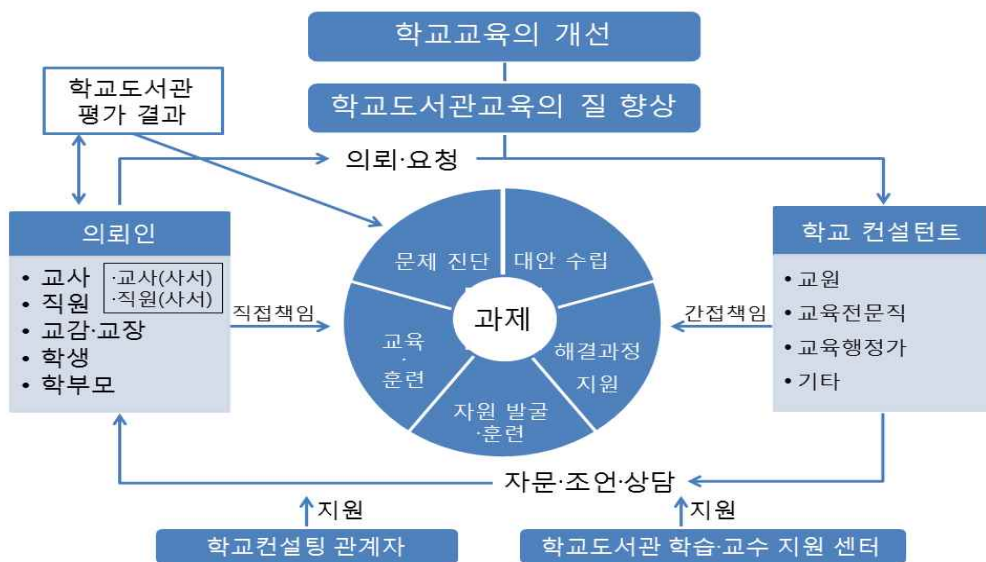 학교교육의 개선
학교도서관교육의 질 향상
학교도서관
평가 결과
의뢰·요청
의뢰인
• 교사
• 직원
• 교감·교장
• 학생
• 학부모
·교사(사서)
·직원(사서)
직접책임
문제 진단
대안 수립
과제
교육
·
훈련
해결과정
지원
자원 발굴
·훈련
간접책임
학교 컨설턴트
• 교원
• 교육전문직
• 교육행정가
• 기타
자문·조언·상담
지원
지원
학교컨설팅 관계자
학교도서관 학습·교수 지원 센터